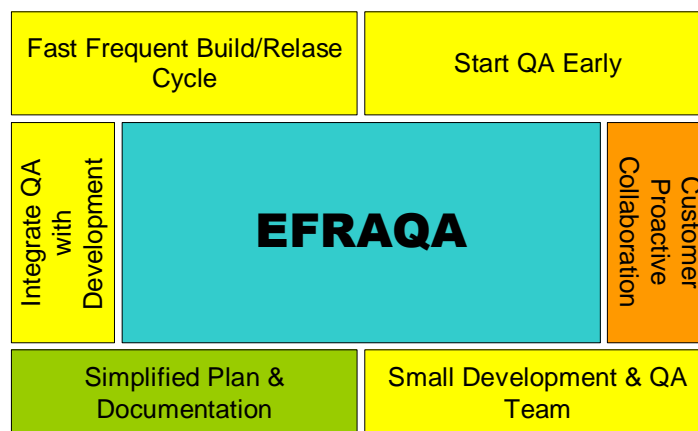 Fast Frequent Build/Relase
Cycle
Start QA Early
Integrate QA
with
Development
EFRAQA
Customer
Proactive
Collaboration
Simplified Plan &
Documentation
Small Development & QA
Team